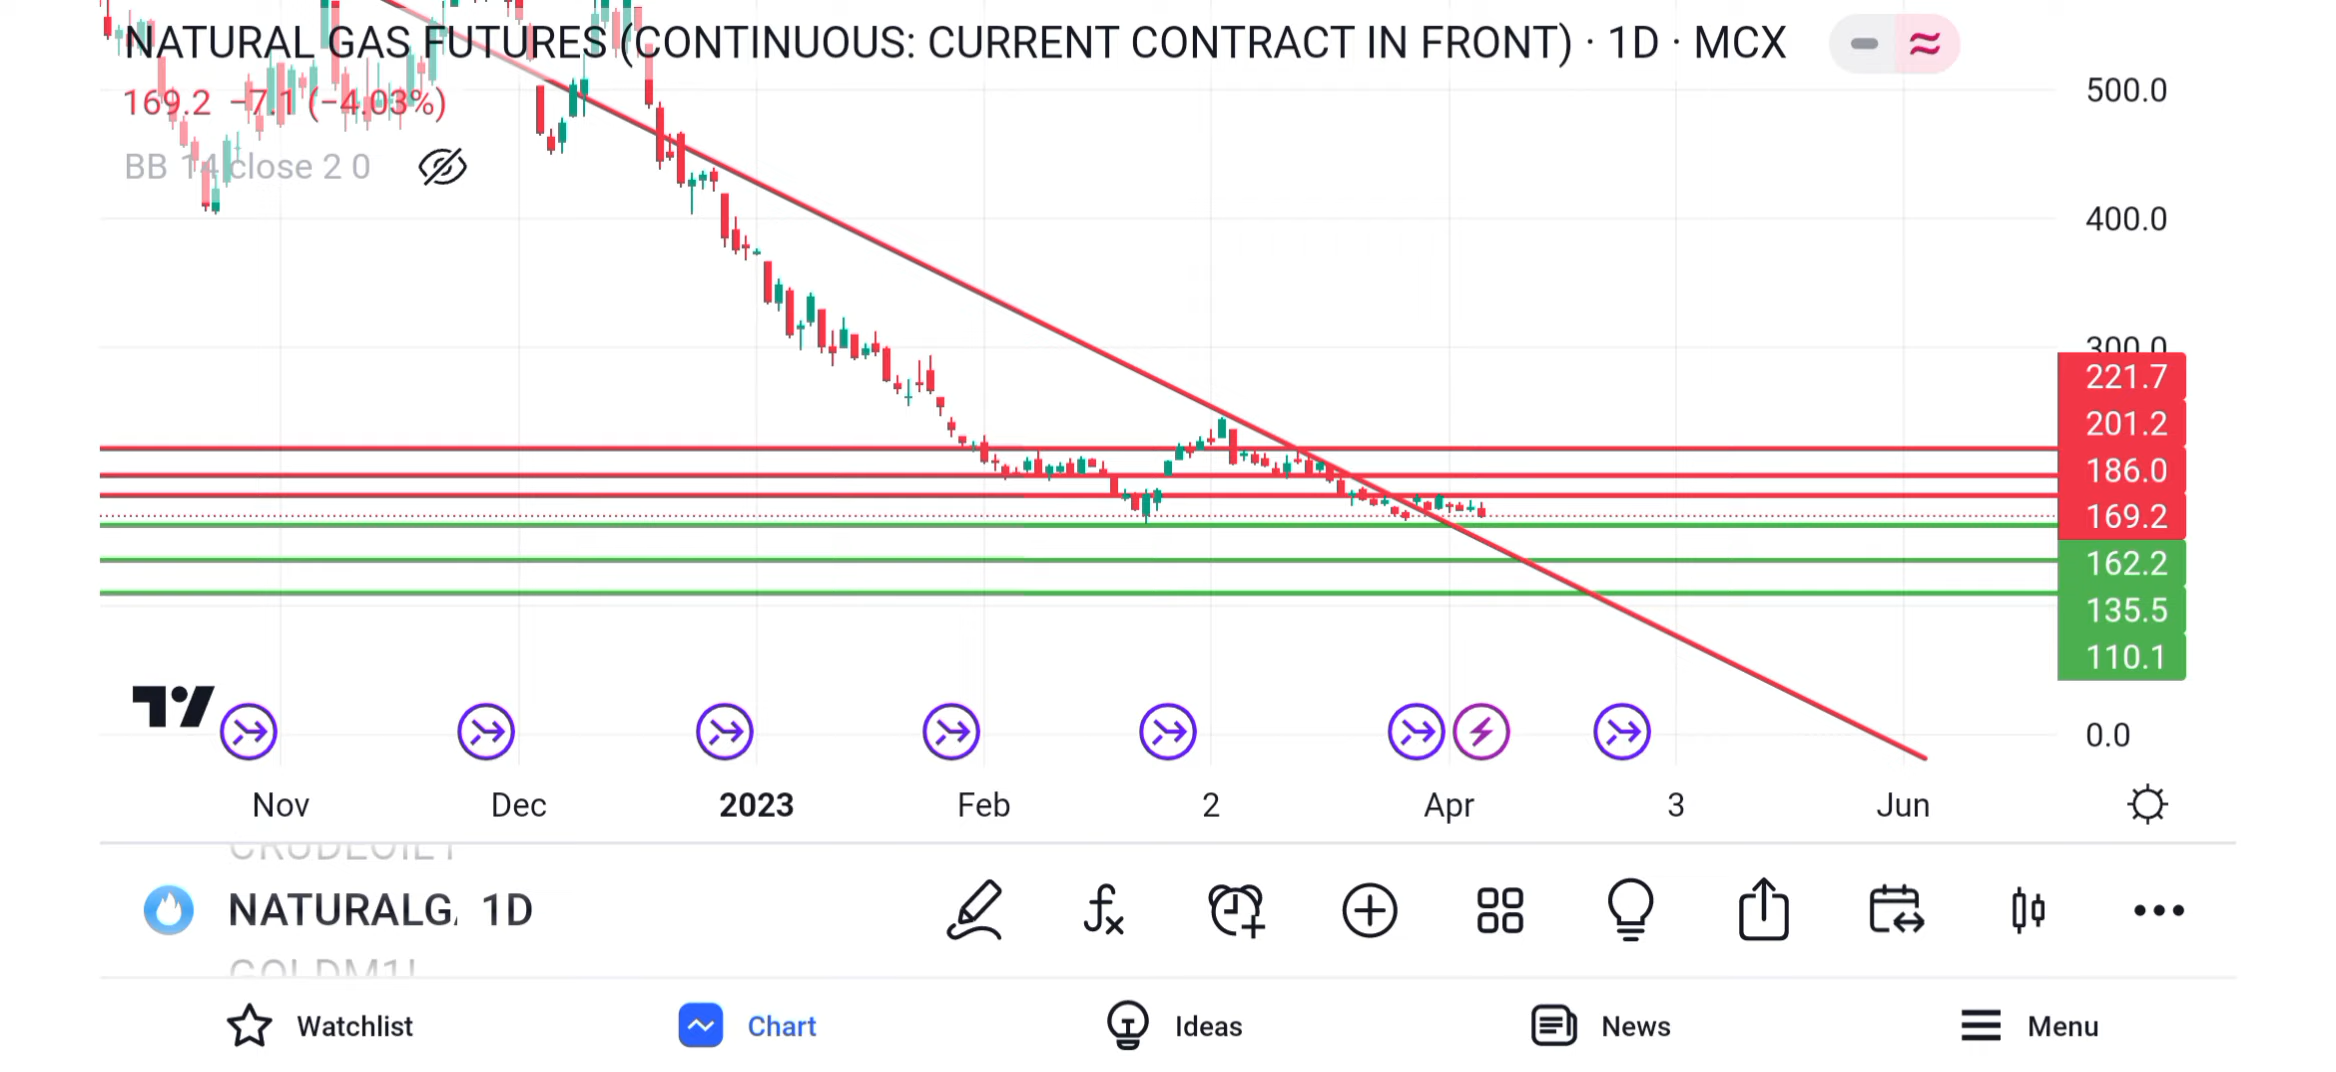 NATURAL GAS FUTURES (CONTINUOUS: CURRENT CONTRACT IN FRONT) · 1D · MCX
169.2 −7.1 (−4.03%)
BB 14 close 2 0
500.0
400.0
300.0
221.7
201.2
186.0
169.2
162.2
135.5
110.1
0.0
Nov Dec 2023 Feb 2 Apr 3 Jun
CRUDEOIL1
NATURALG 1D
GOLDM1!
Watchlist Chart Ideas News Menu